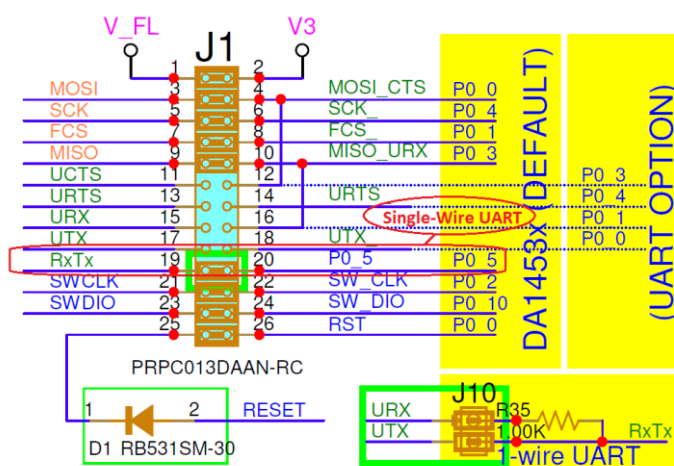 V_FL J1 V3
1 2
MOSI 3 4 MOSI_CTS P0_0
SCK 5 6 SCK_ P0_4
FCS 7 8 FCS_ P0_1
MISO 9 10 MISO_URX P0_3
UCTS 11 12 P0_3
URTS 13 14 URTS P0_4
URX 15 16 P0_1
Single-Wire UART
UTX 17 18 UTX_ P0_0
RxTx 19 20 P0_5 P0_5
SWCLK 21 22 SW_CLK P0_2
SWDIO 23 24 SW_DIO P0_10
25 26 RST P0_0
DA1453x (DEFAULT)
(UART OPTION)
PRPC013DAAN-RC
1 2 RESET
D1 RB531SM-30
J10
URX R35
UTX 1.00K RxTx
1-wire UART